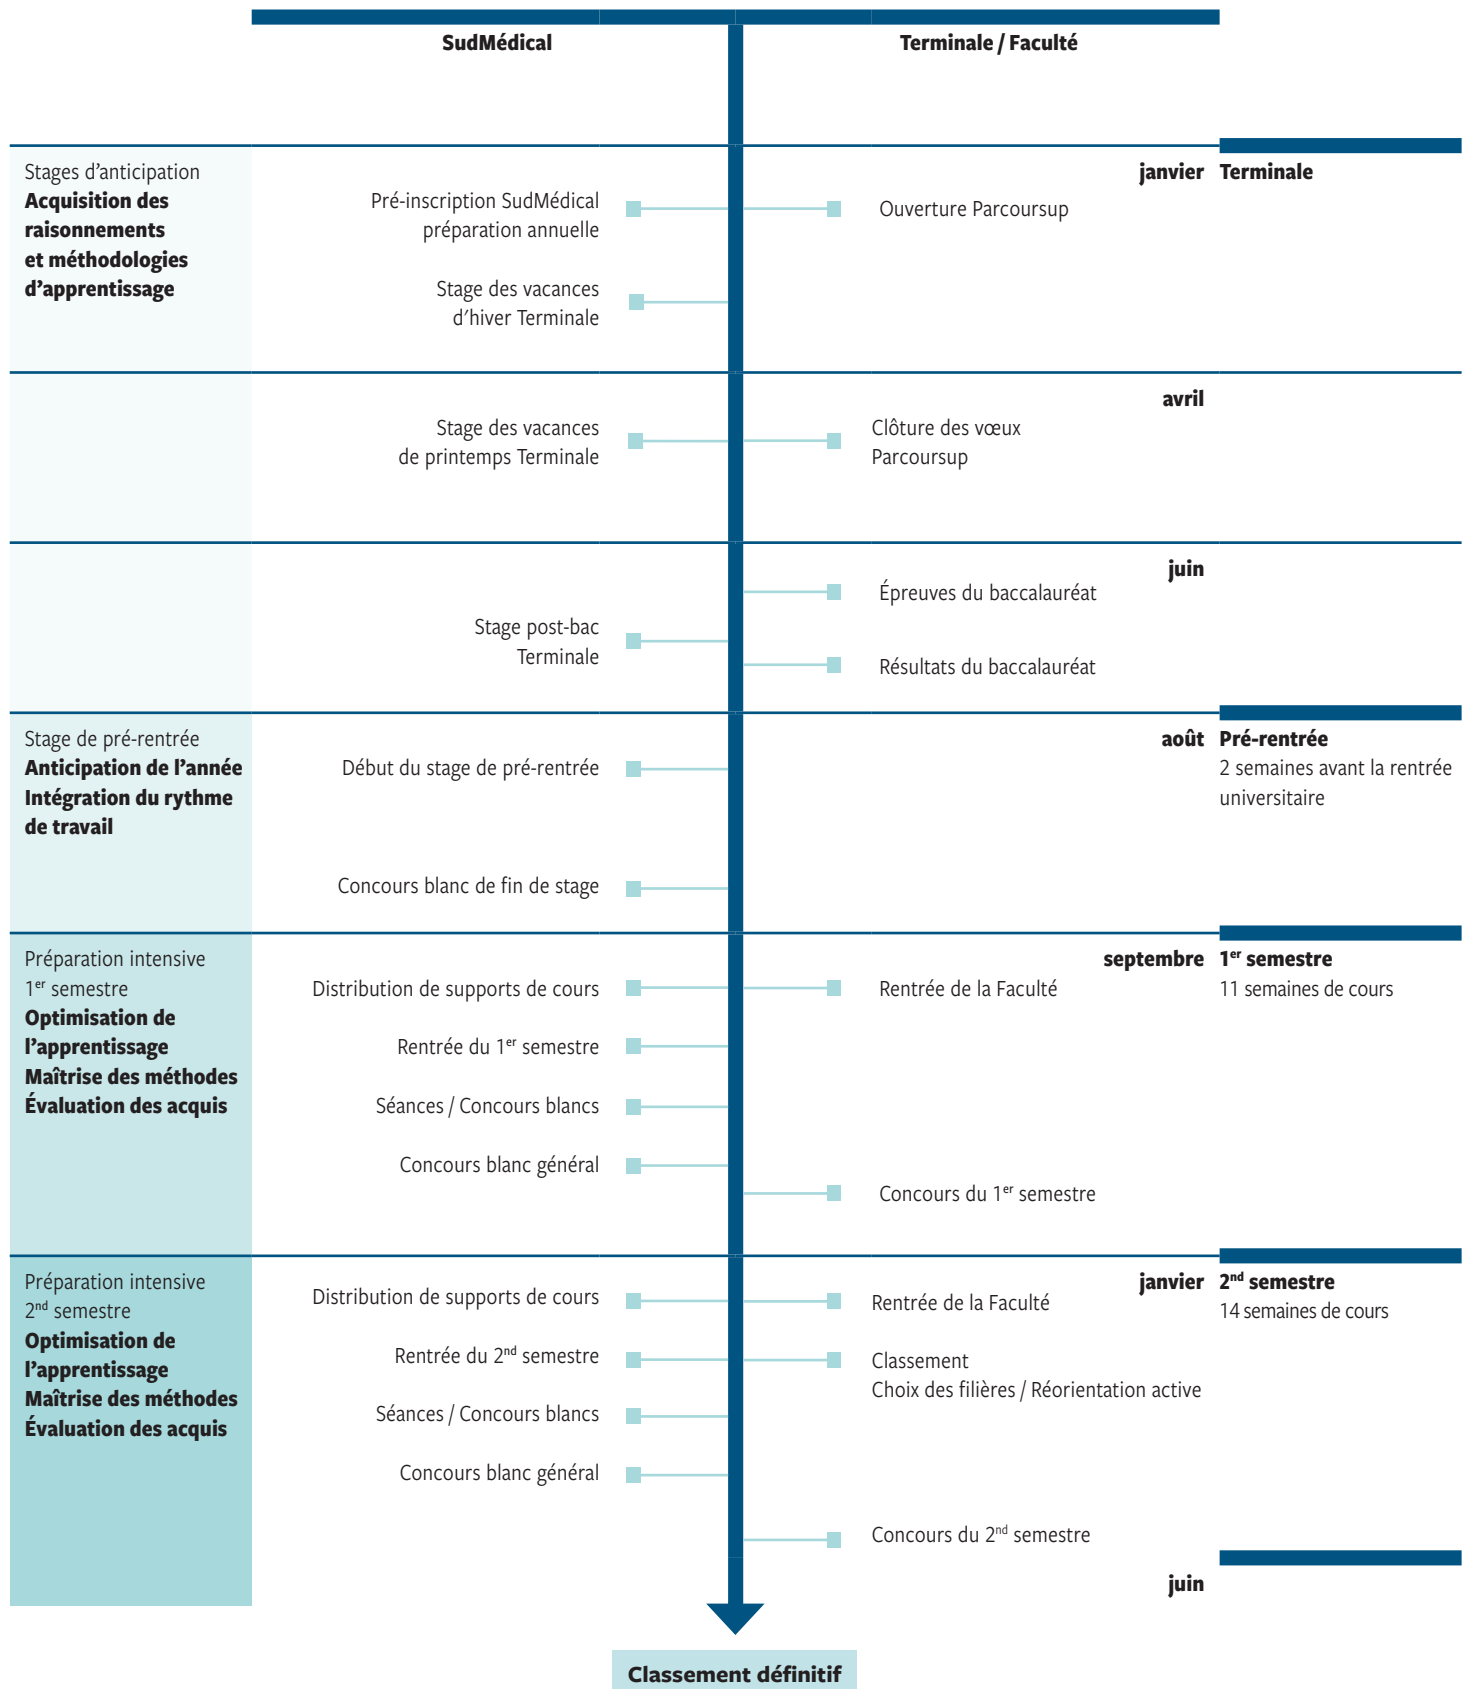 SudMédical
Terminale / Faculté
Stages d’anticipation
Acquisition des
raisonnements
et méthodologies
d’apprentissage
Pré-inscription SudMédical
préparation annuelle
Stage des vacances
d’hiver Terminale
janvier
Terminale
Ouverture Parcoursup
avril
Stage des vacances
de printemps Terminale
Clôture des vœux
Parcoursup
juin
Épreuves du baccalauréat
Stage post-bac
Terminale
Résultats du baccalauréat
Stage de pré-rentrée
Anticipation de l’année
Intégration du rythme
de travail
Début du stage de pré-rentrée
Concours blanc de fin de stage
août
Pré-rentrée
2 semaines avant la rentrée
universitaire
Préparation intensive
1er semestre
Optimisation de
l’apprentissage
Maîtrise des méthodes
Évaluation des acquis
Distribution de supports de cours
Rentrée du 1er semestre
Séances / Concours blancs
Concours blanc général
septembre
Rentrée de la Faculté
Concours du 1er semestre
1er semestre
11 semaines de cours
Préparation intensive
2nd semestre
Optimisation de
l’apprentissage
Maîtrise des méthodes
Évaluation des acquis
Distribution de supports de cours
Rentrée du 2nd semestre
Séances / Concours blancs
Concours blanc général
janvier
Rentrée de la Faculté
Classement
Choix des filières / Réorientation active
Concours du 2nd semestre
2nd semestre
14 semaines de cours
juin
Classement définitif